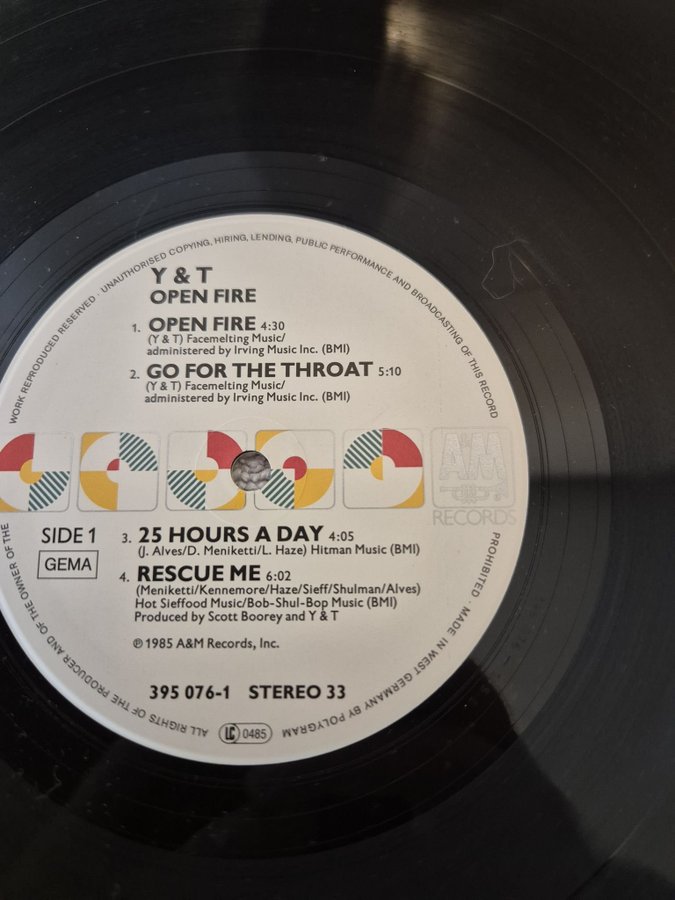 Y & T
OPEN FIRE
1. OPEN FIRE 4:30
(Y & T) Facemelting Music/
administered by Irving Music Inc. (BMI)
2. GO FOR THE THROAT 5:10
(Y & T) Facemelting Music/
administered by Irving Music Inc. (BMI)
A&M
RECORDS
SIDE 1
GEMA
3. 25 HOURS A DAY 4:05
(J. Alves/D. Meniketti/L. Haze) Hitman Music (BMI)
4. RESCUE ME 6:02
(Meniketti/Kennemore/Haze/Sieff/Shulman/Alves)
Hot Sieffood Music/Bob-Shul-Bop Music (BMI)
Produced by Scott Boorey and Y & T
℗ 1985 A&M Records, Inc.
395 076-1 STEREO 33
LC 0485
ALL RIGHTS OF THE PRODUCER AND OF THE OWNER OF THE WORK REPRODUCED RESERVED · UNAUTHORISED COPYING, HIRING, LENDING, PUBLIC PERFORMANCE AND BROADCASTING OF THIS RECORD PROHIBITED · MADE IN WEST GERMANY BY POLYGRAM